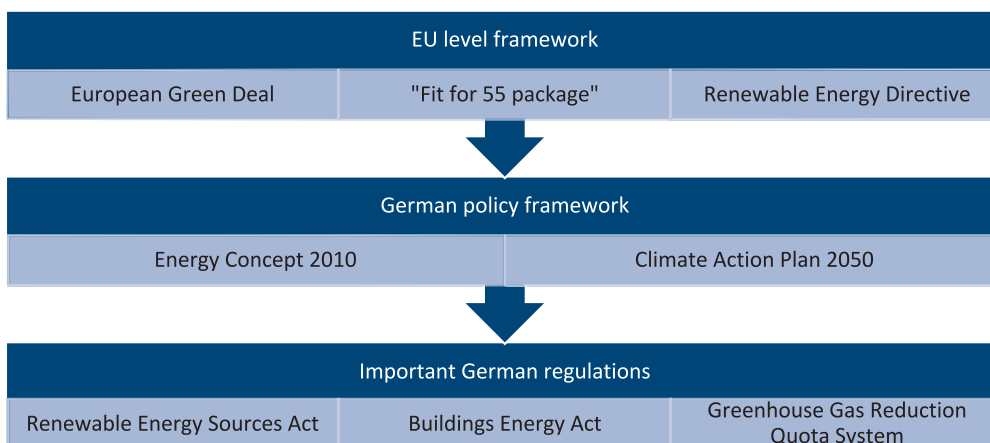 EU level framework
European Green Deal
"Fit for 55 package"
Renewable Energy Directive
German policy framework
Energy Concept 2010
Climate Action Plan 2050
Important German regulations
Renewable Energy Sources Act
Buildings Energy Act
Greenhouse Gas Reduction
Quota System